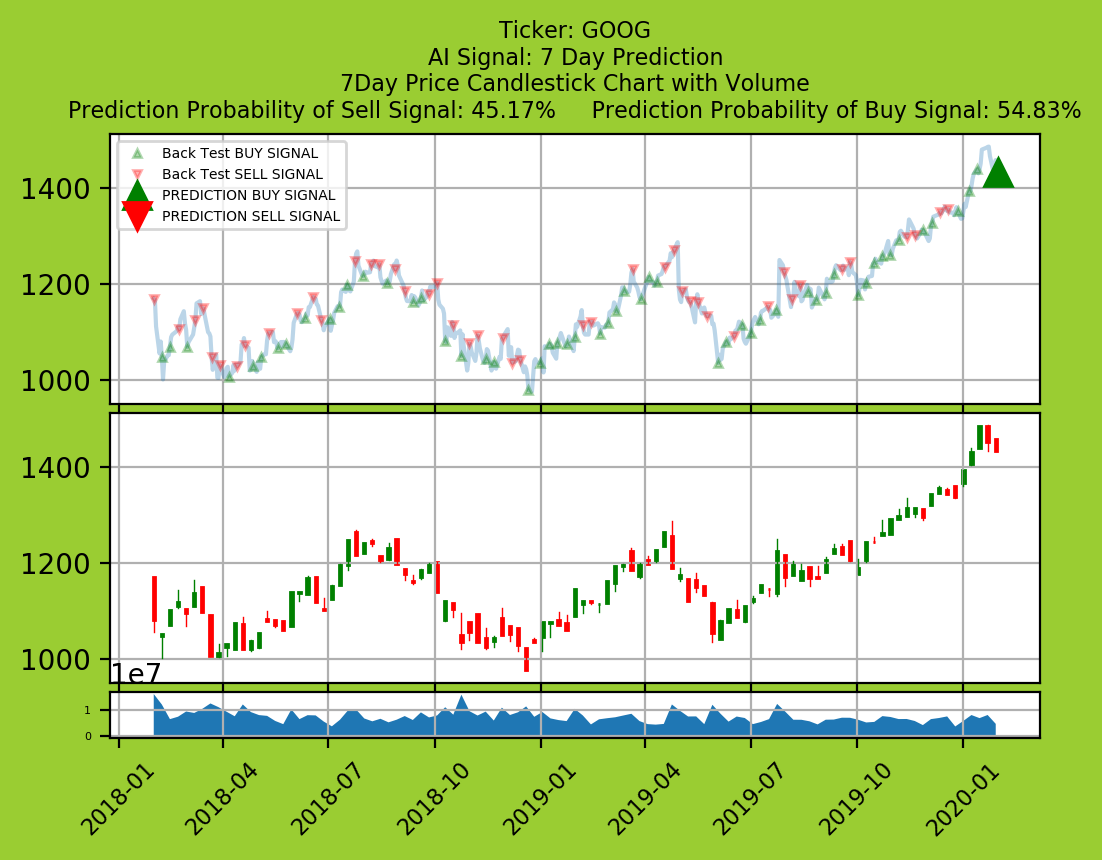 Ticker: GOOG
AI Signal: 7 Day Prediction
7Day Price Candlestick Chart with Volume
Prediction Probability of Sell Signal: 45.17%     Prediction Probability of Buy Signal: 54.83%
Back Test BUY SIGNAL
Back Test SELL SIGNAL
PREDICTION BUY SIGNAL
PREDICTION SELL SIGNAL
1400
1200
1000
1400
1200
1000
1e7
1
0
2018-01 2018-04 2018-07 2018-10 2019-01 2019-04 2019-07 2019-10 2020-01